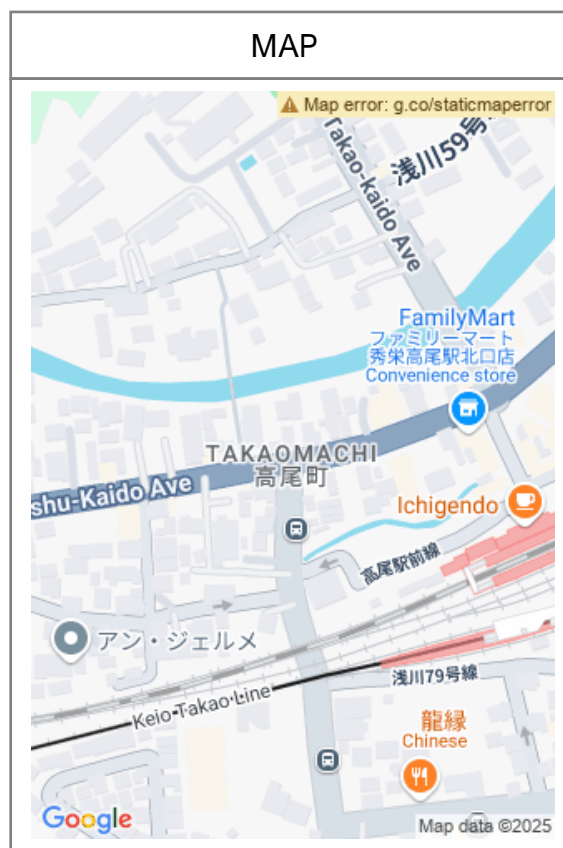 MAP
Map error: g.co/staticmaperror
Takao-kaido Ave
浅川59号
FamilyMart
ファミリーマート
秀栄高尾駅北口店
Convenience store
TAKAOMACHI
高尾町
shu-Kaido Ave
Ichigendo
高尾駅前線
アン・ジェルメ
浅川79号線
Keio Takao Line
龍縁
Chinese
Google
Map data ©2025